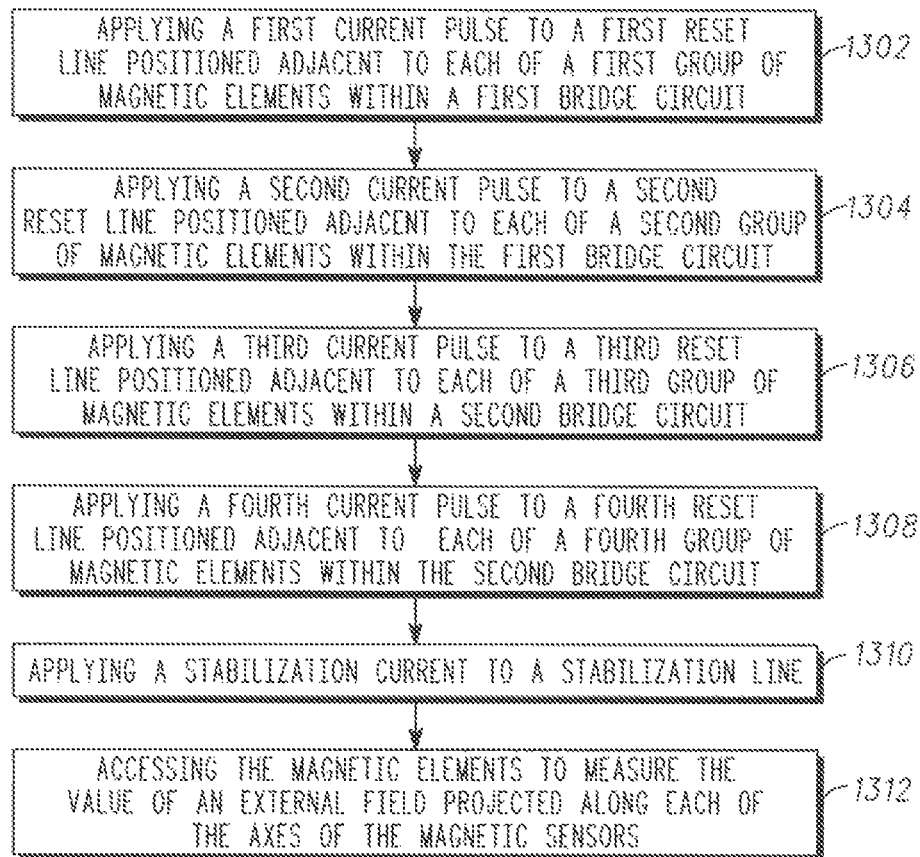 APPLYING A FIRST CURRENT PULSE TO A FIRST RESET
LINE POSITIONED ADJACENT TO EACH OF A FIRST GROUP OF
MAGNETIC ELEMENTS WITHIN A FIRST BRIDGE CIRCUIT
1302
APPLYING A SECOND CURRENT PULSE TO A SECOND
RESET LINE POSITIONED ADJACENT TO EACH OF A SECOND GROUP
OF MAGNETIC ELEMENTS WITHIN THE FIRST BRIDGE CIRCUIT
1304
APPLYING A THIRD CURRENT PULSE TO A THIRD RESET
LINE POSITIONED ADJACENT TO EACH OF A THIRD GROUP OF
MAGNETIC ELEMENTS WITHIN A SECOND BRIDGE CIRCUIT
1306
APPLYING A FOURTH CURRENT PULSE TO A FOURTH RESET
LINE POSITIONED ADJACENT TO EACH OF A FOURTH GROUP OF
MAGNETIC ELEMENTS WITHIN THE SECOND BRIDGE CIRCUIT
1308
APPLYING A STABILIZATION CURRENT TO A STABILIZATION LINE
1310
ACCESSING THE MAGNETIC ELEMENTS TO MEASURE THE
VALUE OF AN EXTERNAL FIELD PROJECTED ALONG EACH OF
THE AXES OF THE MAGNETIC SENSORS
1312